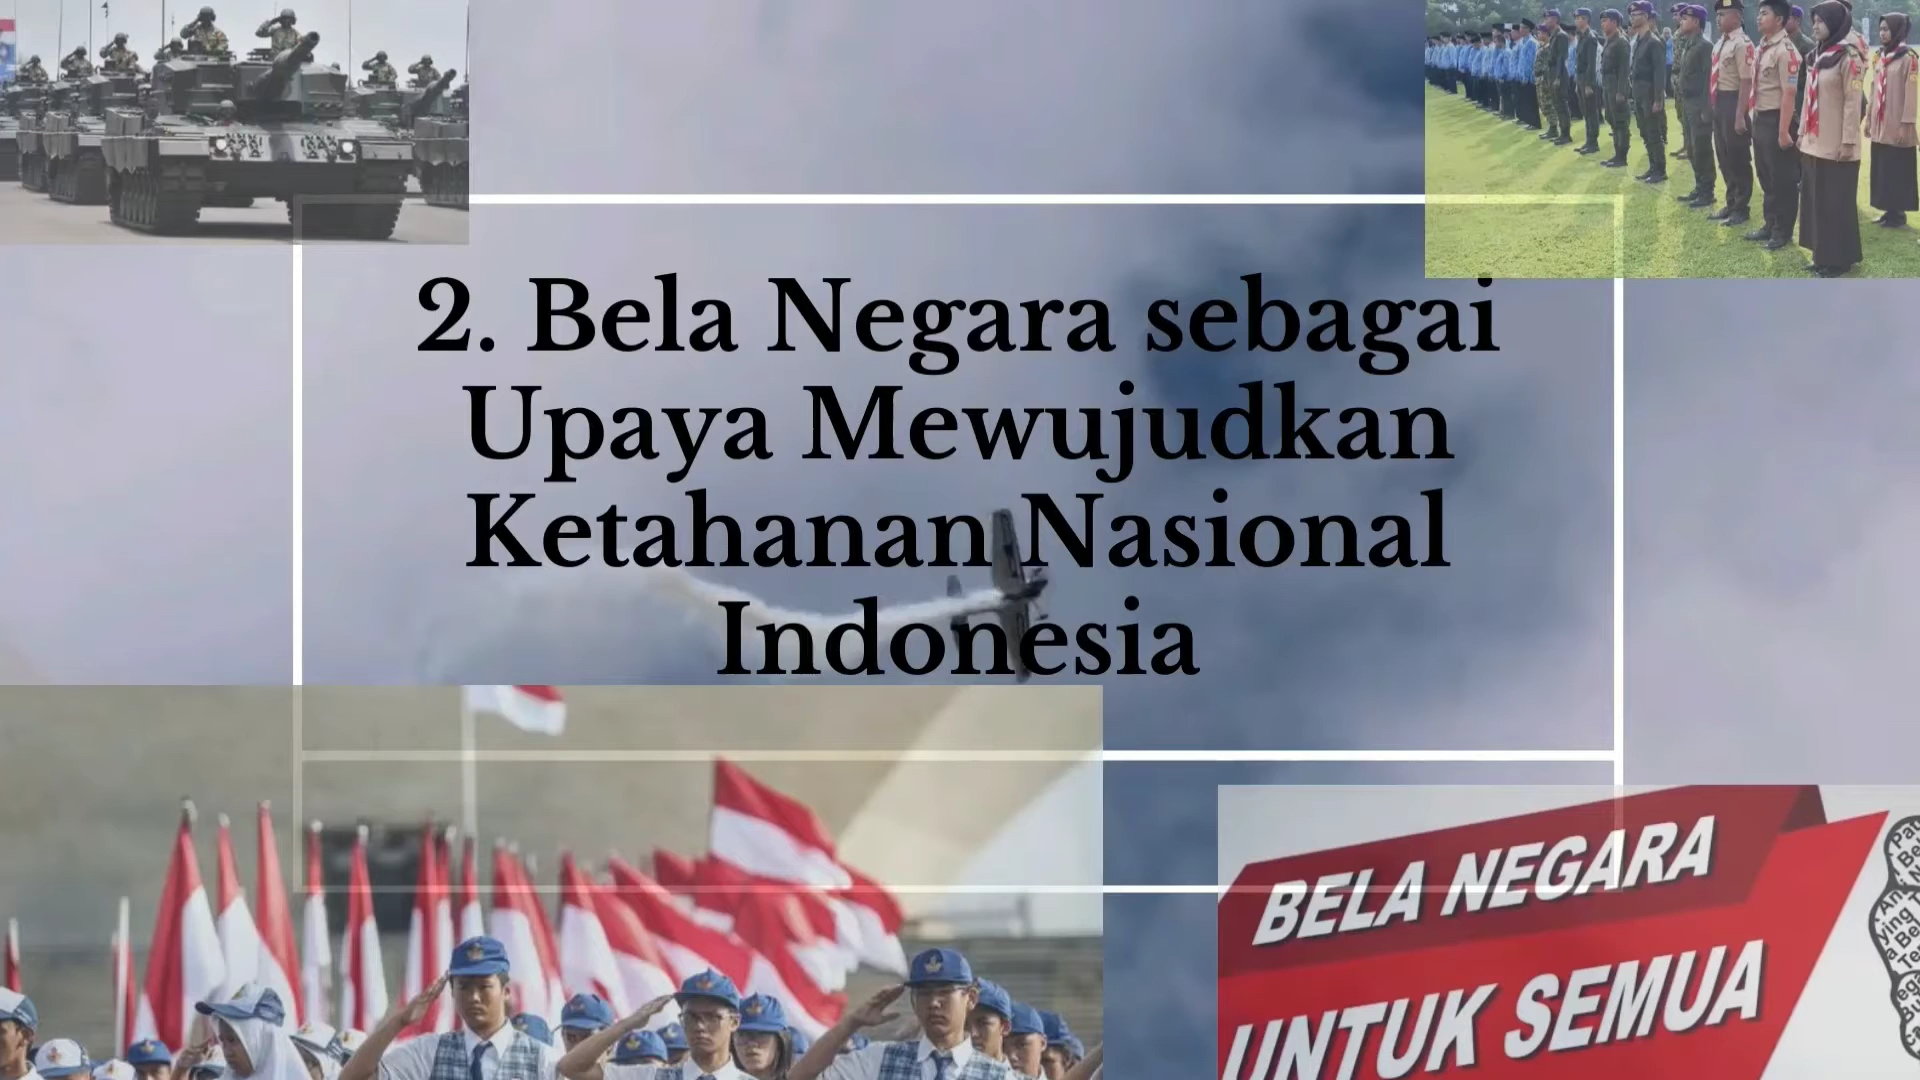 2. Bela Negara sebagai
Upaya Mewujudkan
Ketahanan Nasional
Indonesia
BELA NEGARA
UNTUK SEMUA